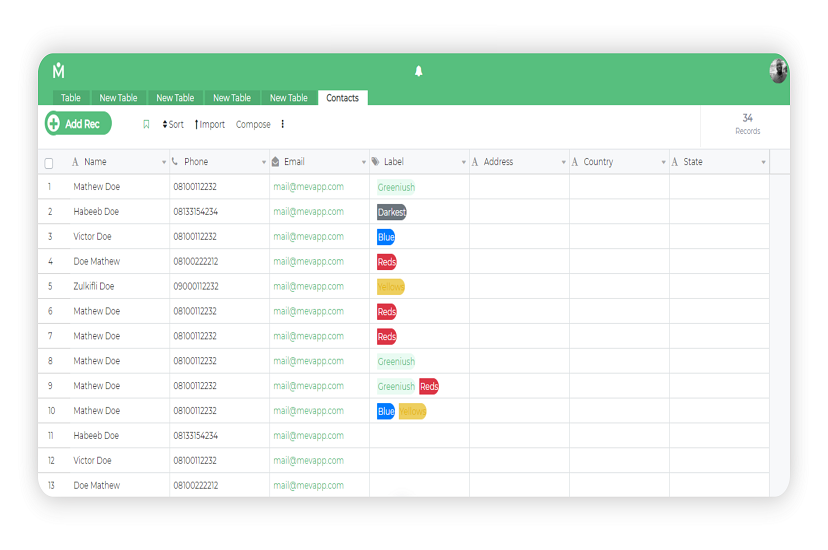 M
Table New Table New Table New Table New Table Contacts
Add Rec Sort Import Compose 34
Records
A Name Phone Email Label A Address A Country A State
1 Mathew Doe 08100112232 mail@mevapp.com Greeniush
2 Habeeb Doe 08133154234 mail@mevapp.com Darkest
3 Victor Doe 08100112232 mail@mevapp.com Blue
4 Doe Mathew 08100222212 mail@mevapp.com Reds
5 Zulkifli Doe 09000112232 mail@mevapp.com Yellows
6 Mathew Doe 08100112232 mail@mevapp.com Reds
7 Mathew Doe 08100112232 mail@mevapp.com Reds
8 Mathew Doe 08100112232 mail@mevapp.com Greeniush
9 Mathew Doe 08100112232 mail@mevapp.com Greeniush Reds
10 Mathew Doe 08100112232 mail@mevapp.com Blue Yellows
11 Habeeb Doe 08133154234 mail@mevapp.com
12 Victor Doe 08100112232 mail@mevapp.com
13 Doe Mathew 08100222212 mail@mevapp.com